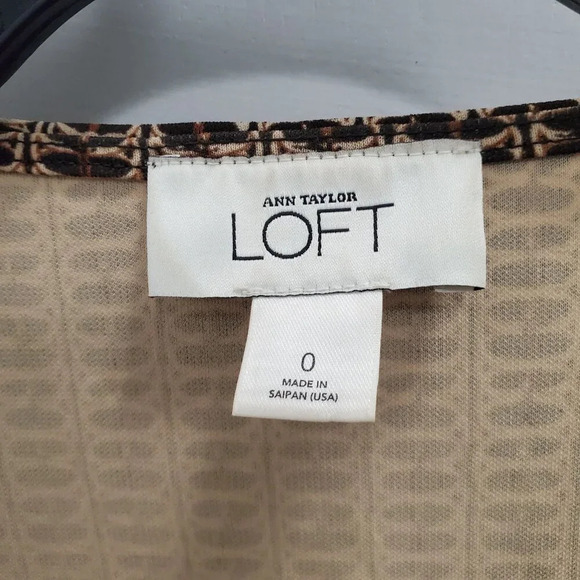 ANN TAYLOR
LOFT
0
MADE IN
SAIPAN (USA)